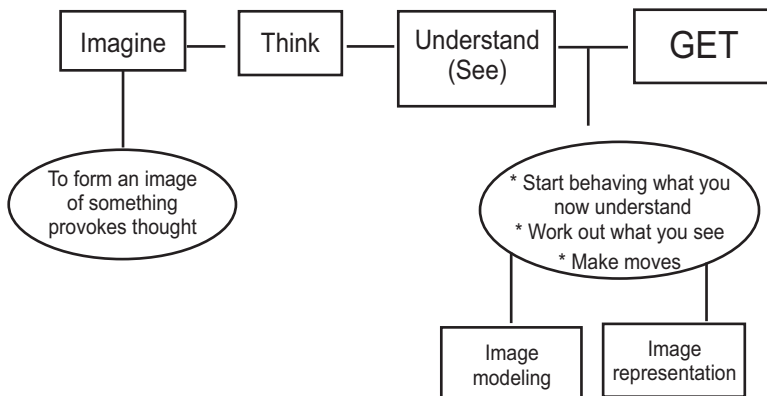 Imagine
Think
Understand
(See)
GET
To form an image
of something
provokes thought
* Start behaving what you
now understand
* Work out what you see
* Make moves
Image
modeling
Image
representation